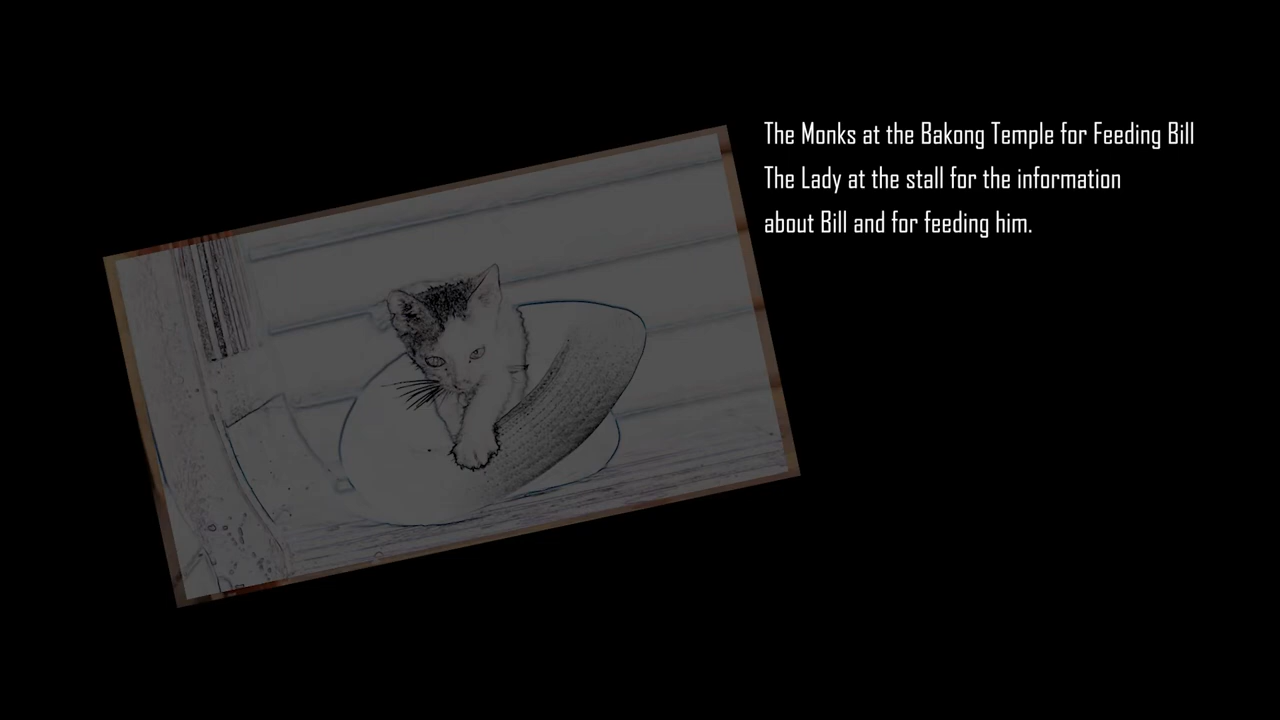 The Monks at the Bakong Temple for Feeding Bill
The Lady at the stall for the information
about Bill and for feeding him.